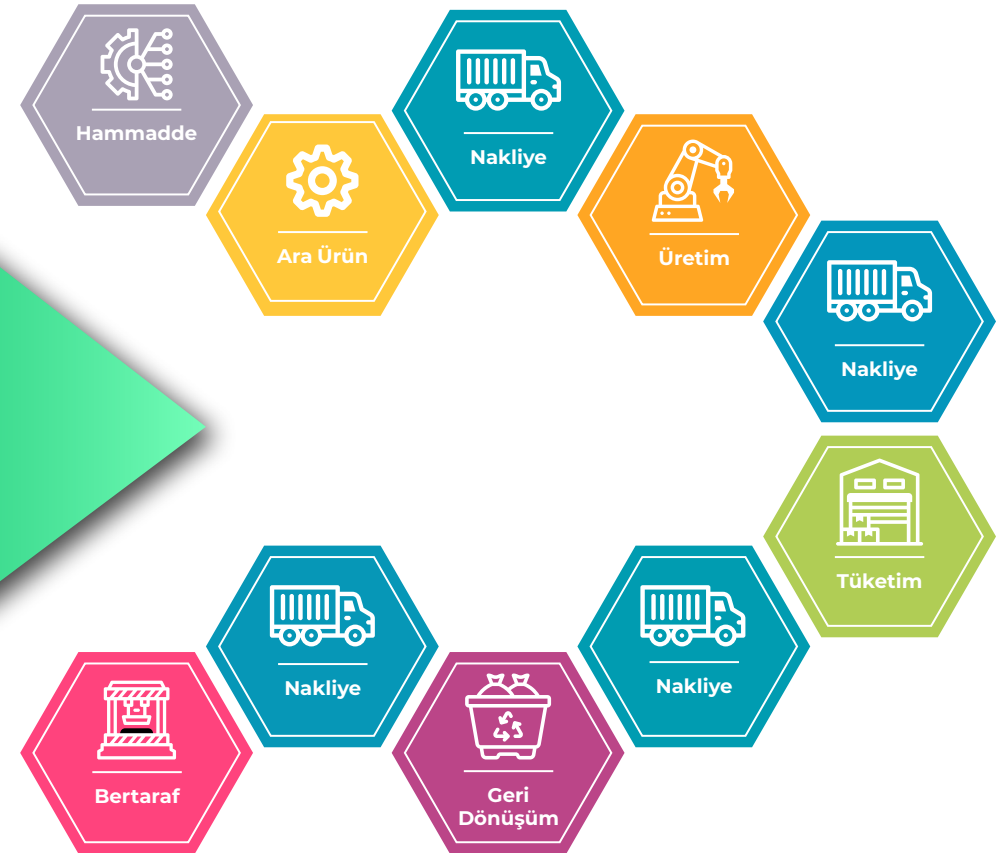 Hammadde
Ara Ürün
Nakliye
Üretim
Nakliye
Tüketim
Nakliye
Geri
Dönüşüm
Nakliye
Bertaraf